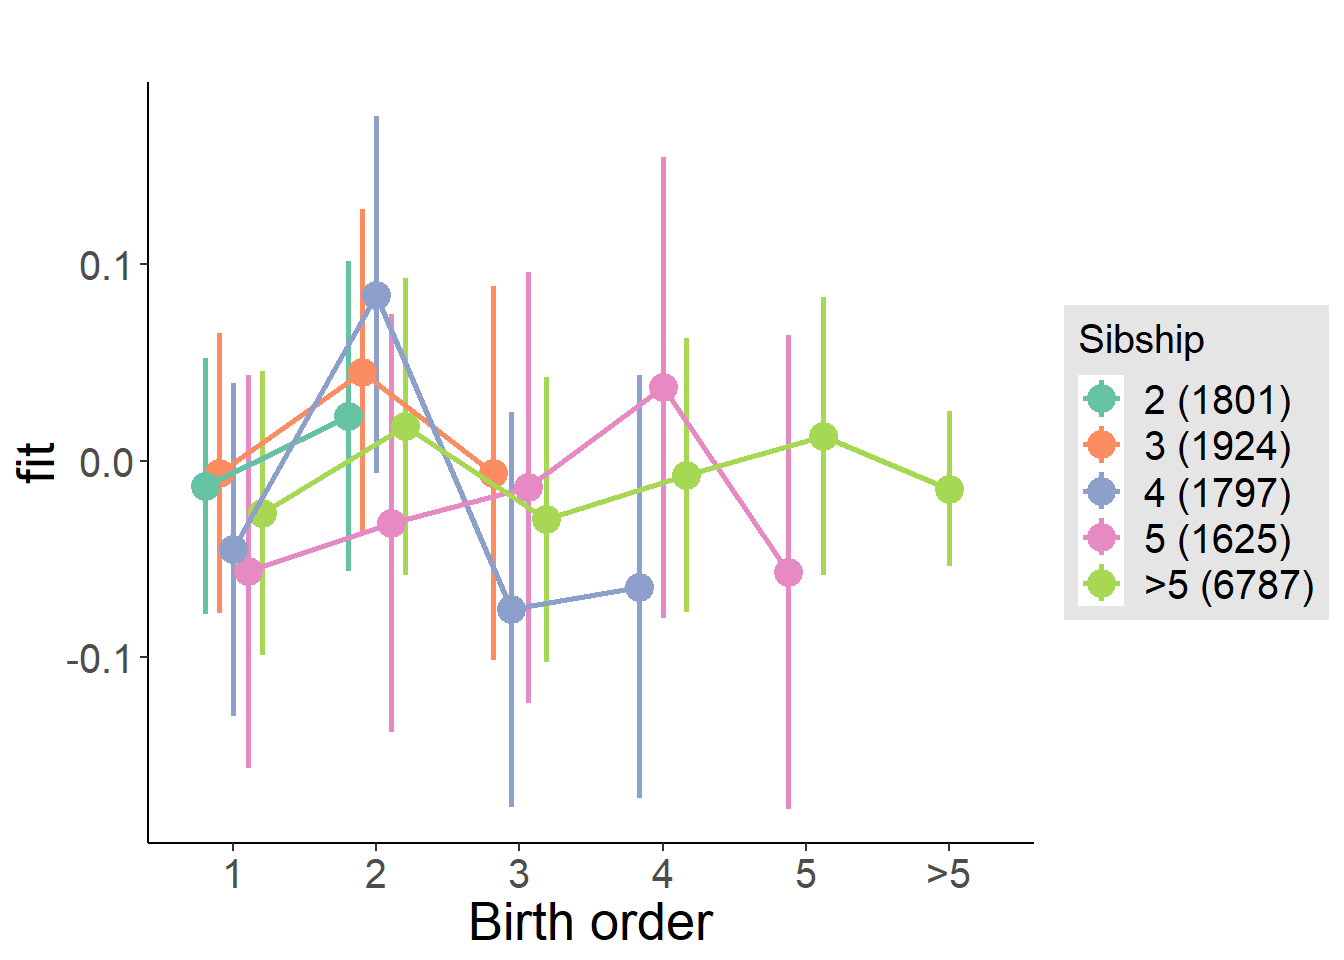 fit
0.1
0.0
-0.1
1 2 3 4 5 >5
Birth order
Sibship
2 (1801)
3 (1924)
4 (1797)
5 (1625)
>5 (6787)